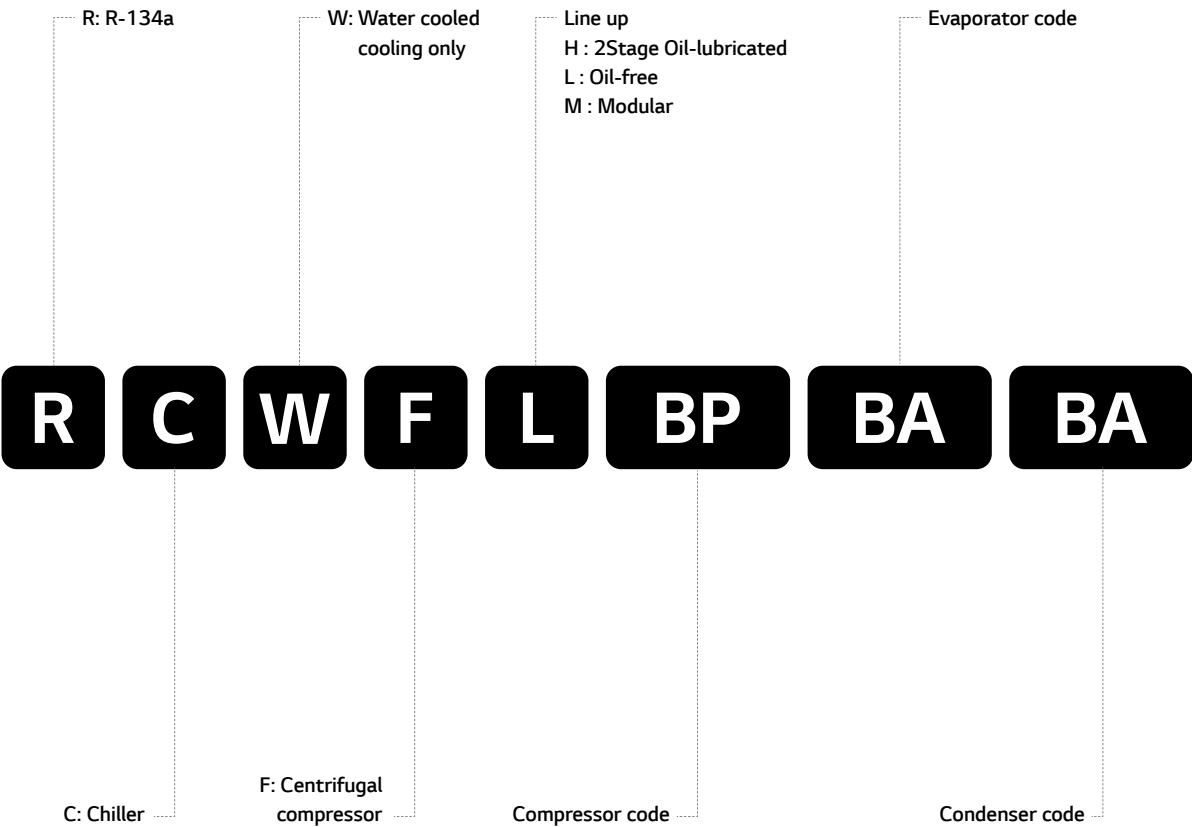 R: R-134a
W: Water cooled
cooling only
Line up
H : 2Stage Oil-lubricated
L : Oil-free
M : Modular
Evaporator code
R C W F L BP BA BA
C: Chiller
F: Centrifugal
compressor
Compressor code
Condenser code